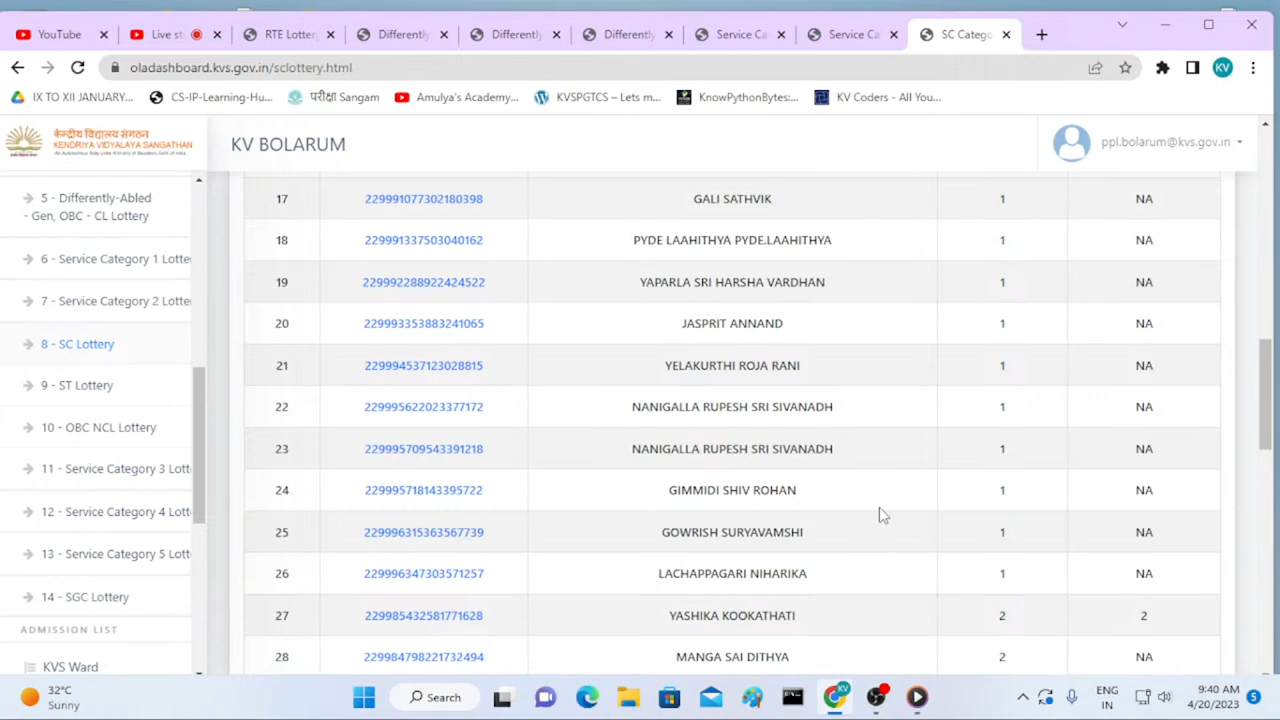 YouTube
Live st
RTE Lotter
Differently
Differently
Differently
Service Ca
Service Ca
SC Catego
oladashboard.kvs.gov.in/sclottery.html
KV
IX TO XII JANUARY...
CS-IP-Learning-Hu...
परीक्षा Sangam
Amulya's Academy...
KVSPGTCS – Lets m...
KnowPythonBytes:...
KV Coders - All You...
केन्द्रीय विद्यालय संगठन
KENDRIYA VIDYALAYA SANGATHAN
KV BOLARUM
ppl.bolarum@kvs.gov.in
5 - Differently-Abled
- Gen, OBC - CL Lottery
6 - Service Category 1 Lotte
7 - Service Category 2 Lotte
8 - SC Lottery
9 - ST Lottery
10 - OBC NCL Lottery
11 - Service Category 3 Lott
12 - Service Category 4 Lott
13 - Service Category 5 Lott
14 - SGC Lottery
ADMISSION LIST
KVS Ward
17 229991077302180398 GALI SATHVIK 1 NA
18 229991337503040162 PYDE LAAHITHYA PYDE.LAAHITHYA 1 NA
19 229992288922424522 YAPARLA SRI HARSHA VARDHAN 1 NA
20 229993353883241065 JASPRIT ANNAND 1 NA
21 229994537123028815 YELAKURTHI ROJA RANI 1 NA
22 229995622023377172 NANIGALLA RUPESH SRI SIVANADH 1 NA
23 229995709543391218 NANIGALLA RUPESH SRI SIVANADH 1 NA
24 229995718143395722 GIMMIDI SHIV ROHAN 1 NA
25 229996315363567739 GOWRISH SURYAVAMSHI 1 NA
26 229996347303571257 LACHAPPAGARI NIHARIKA 1 NA
27 229985432581771628 YASHIKA KOOKATHATI 2 2
28 229984798221732494 MANGA SAI DITHYA 2 NA
32°C
Sunny
Search
KV
ENG
IN
9:40 AM
4/20/2023
5